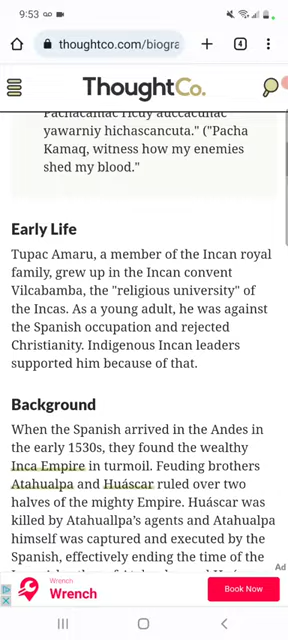 9:53
thoughtco.com/biogra
4
ThoughtCo.
Pachacamac ricuy auccacunac
yawarniy hichascancuta." ("Pacha
Kamaq, witness how my enemies
shed my blood."
Early Life
Tupac Amaru, a member of the Incan royal
family, grew up in the Incan convent
Vilcabamba, the "religious university" of
the Incas. As a young adult, he was against
the Spanish occupation and rejected
Christianity. Indigenous Incan leaders
supported him because of that.
Background
When the Spanish arrived in the Andes in
the early 1530s, they found the wealthy
Inca Empire in turmoil. Feuding brothers
Atahualpa and Huáscar ruled over two
halves of the mighty Empire. Huáscar was
killed by Atahuallpa's agents and Atahualpa
himself was captured and executed by the
Spanish, effectively ending the time of the
Ad
Wrench
Wrench
Book Now